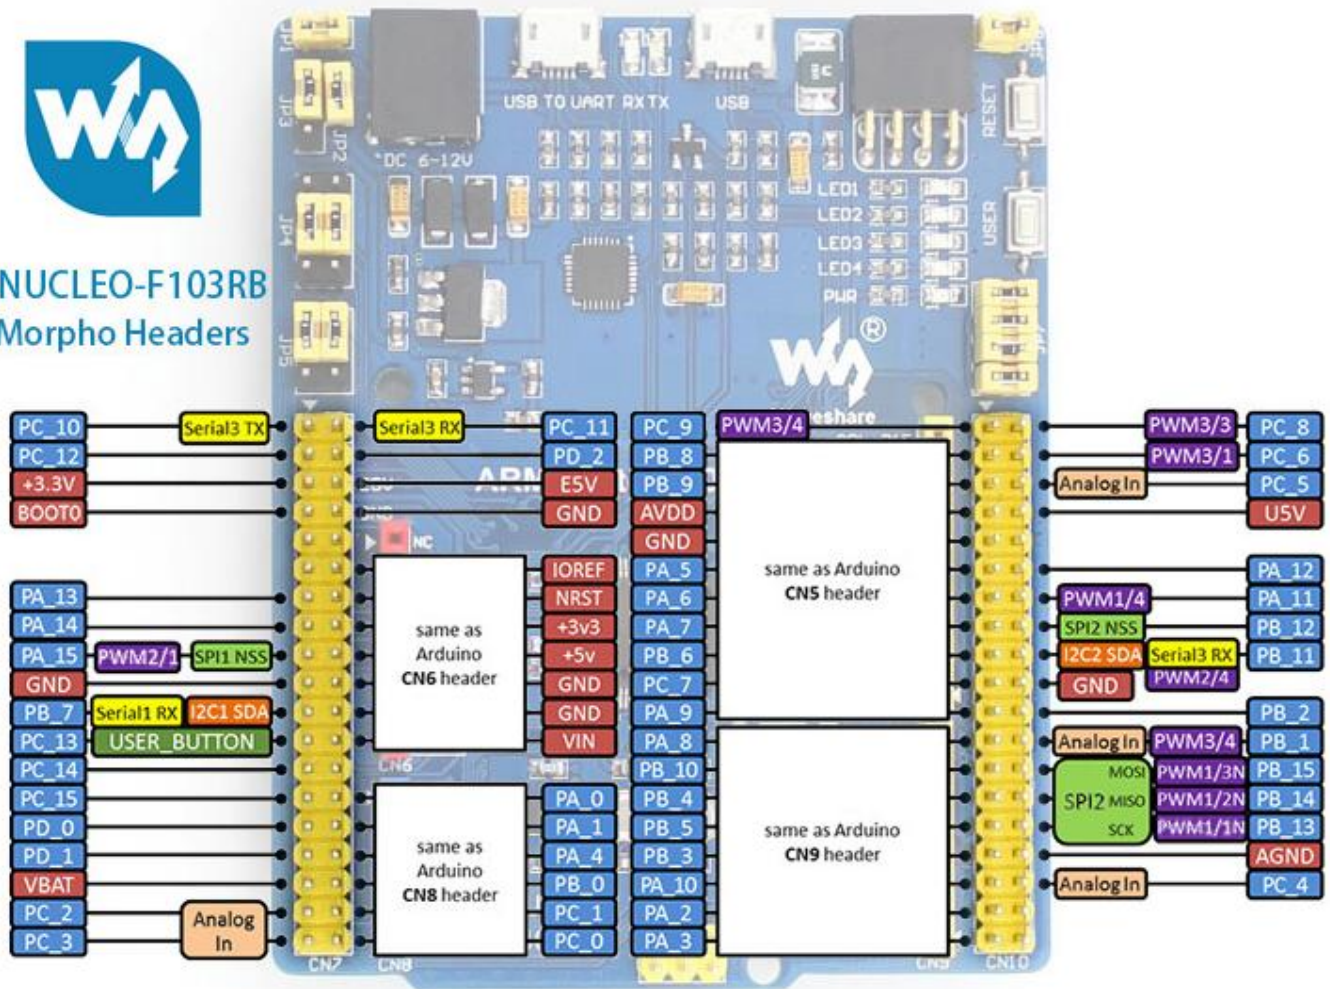 JP1
JP6
USB TO UART RX TX
USB
RESET
JP3
JP2
DC 6-12V
LED1
LED2
LED3
LED4
PWR
USER
JP4
NUCLEO-F103RB
Morpho Headers
JP5
JP7
®
PC_10 Serial3 TX Serial3 RX PC_11 PC_9 PWM3/4 PWM3/3 PC_8
PC_12 PD_2 PB_8 PWM3/1 PC_6
+3.3V E5V PB_9 Analog In PC_5
BOOT0 GND AVDD U5V
NC GND
IOREF PA_5 PA_12
PA_13 NRST PA_6 PWM1/4 PA_11
PA_14 +3v3 PA_7 SPI2 NSS PB_12
PA_15 PWM2/1 SPI1 NSS +5v PB_6 I2C2 SDA Serial3 RX PB_11
GND GND PC_7 GND PWM2/4
PB_7 Serial1 RX I2C1 SDA GND PA_9 PB_2
PC_13 USER_BUTTON VIN PA_8 Analog In PWM3/4 PB_1
PC_14 PB_10 MOSI PWM1/3N PB_15
PC_15 PA_0 PB_4 SPI2 MISO PWM1/2N PB_14
PD_0 PA_1 PB_5 SCK PWM1/1N PB_13
PD_1 PA_4 PB_3 AGND
VBAT PB_0 PA_10 Analog In PC_4
PC_2 Analog PC_1 PA_2
PC_3 In PC_0 PA_3
same as
Arduino
CN6 header
same as Arduino
CN5 header
CN6
same as
Arduino
CN8 header
same as Arduino
CN9 header
CN7
CN8
CN9
CN10